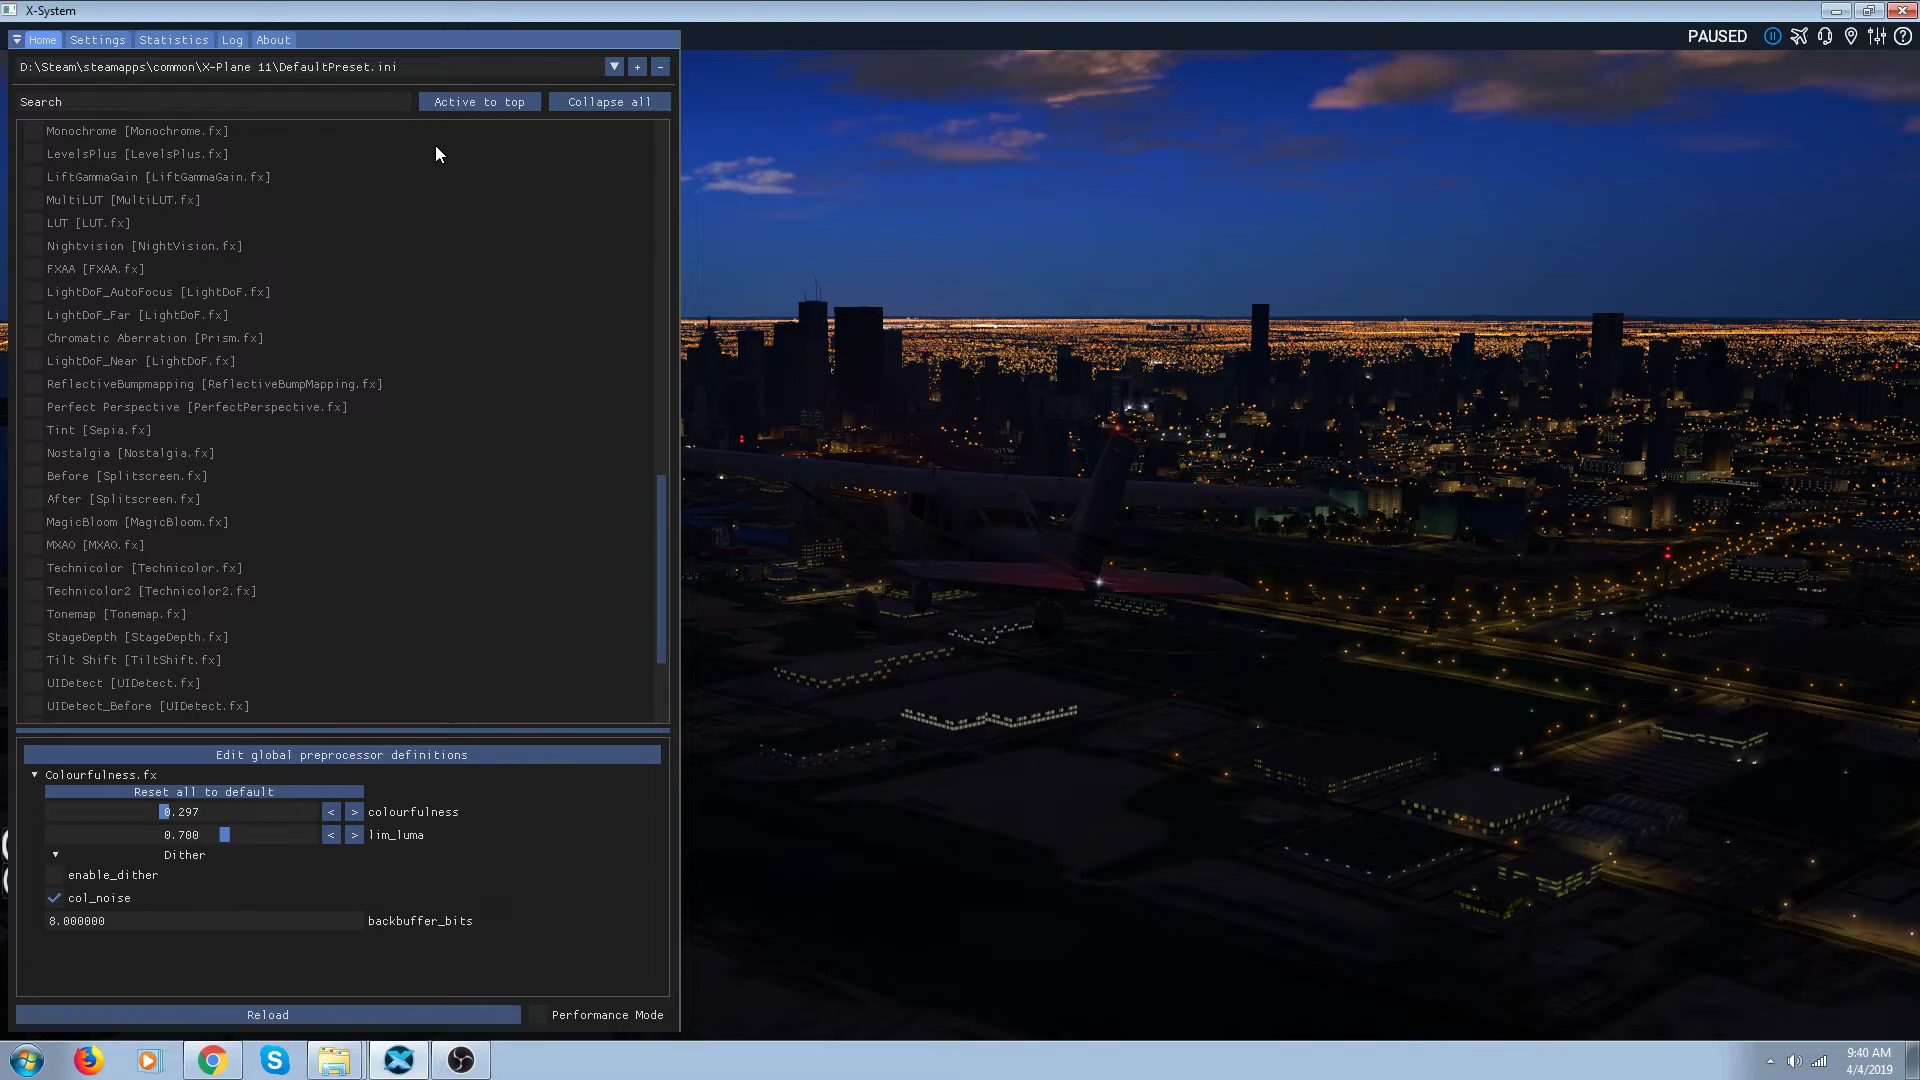 X-System
Home Settings Statistics Log About
PAUSED
D:\Steam\steamapps\common\X-Plane 11\DefaultPreset.ini
+ -
Search Active to top Collapse all
Monochrome [Monochrome.fx]
LevelsPlus [LevelsPlus.fx]
LiftGammaGain [LiftGammaGain.fx]
MultiLUT [MultiLUT.fx]
LUT [LUT.fx]
Nightvision [NightVision.fx]
FXAA [FXAA.fx]
LightDoF_AutoFocus [LightDoF.fx]
LightDoF_Far [LightDoF.fx]
Chromatic Aberration [Prism.fx]
LightDoF_Near [LightDoF.fx]
ReflectiveBumpmapping [ReflectiveBumpMapping.fx]
Perfect Perspective [PerfectPerspective.fx]
Tint [Sepia.fx]
Nostalgia [Nostalgia.fx]
Before [Splitscreen.fx]
After [Splitscreen.fx]
MagicBloom [MagicBloom.fx]
MXAO [MXAO.fx]
Technicolor [Technicolor.fx]
Technicolor2 [Technicolor2.fx]
Tonemap [Tonemap.fx]
StageDepth [StageDepth.fx]
Tilt Shift [TiltShift.fx]
UIDetect [UIDetect.fx]
UIDetect_Before [UIDetect.fx]
Edit global preprocessor definitions
Colourfulness.fx
Reset all to default
0.297 < > colourfulness
0.700 < > lim_luma
Dither
enable_dither
col_noise
8.000000 backbuffer_bits
Reload Performance Mode
9:40 AM
4/4/2019